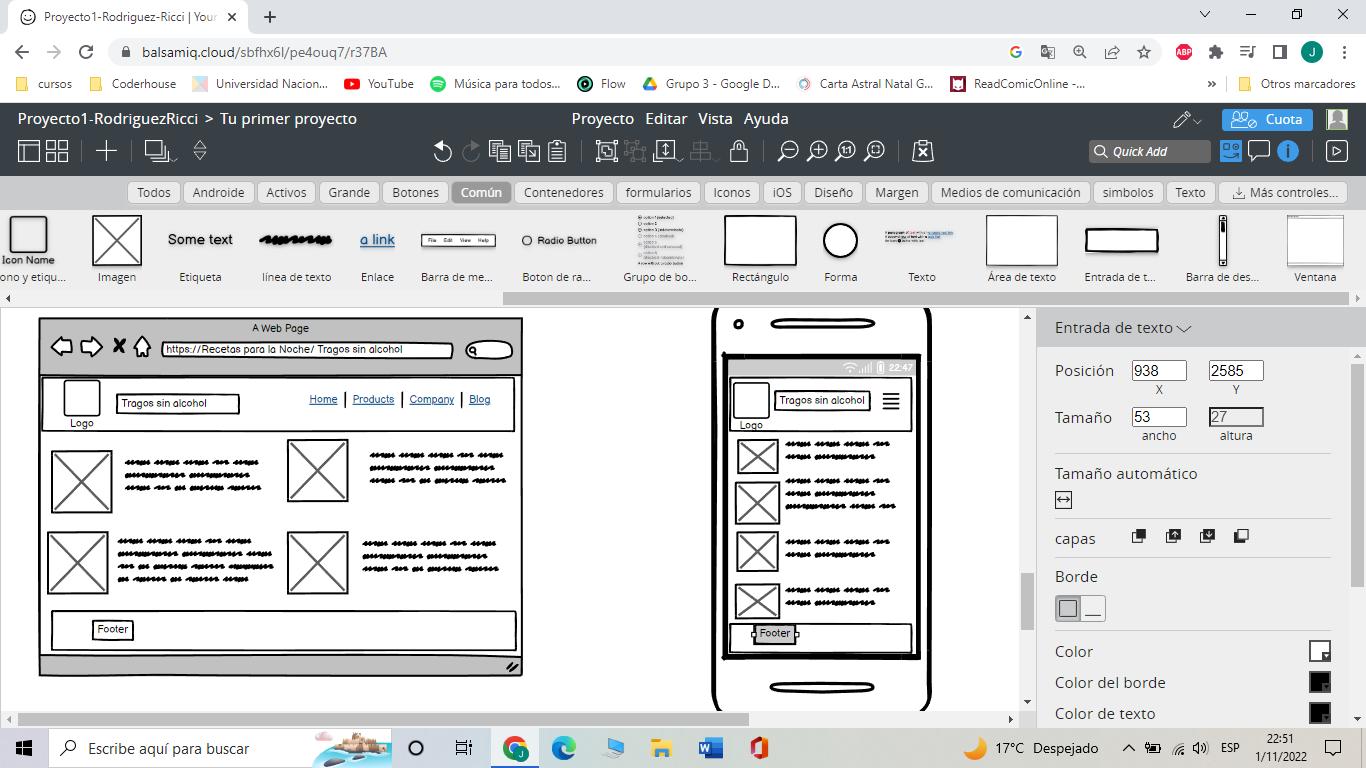 Proyecto1-Rodriguez-Ricci | Your
balsamiq.cloud/sbfhx6l/pe4ouq7/r37BA
ABP
J
cursos
Coderhouse
Universidad Nacion...
YouTube
Música para todos...
Flow
Grupo 3 - Google D...
Carta Astral Natal G...
ReadComicOnline -...
»
Otros marcadores
Proyecto1-RodriguezRicci > Tu primer proyecto
Proyecto Editar Vista Ayuda
Cuota
1:1
Quick Add
Todos Androide Activos Grande Botones Común Contenedores formularios Iconos iOS Diseño Margen Medios de comunicación simbolos Texto Más controles...
Icon Name
Some text
a link
File Edit View Help
Radio Button
ono y etiqu...
Imagen
Etiqueta
línea de texto
Enlace
Barra de me...
Boton de ra...
Grupo de bo...
Rectángulo
Forma
Texto
Área de texto
Entrada de t...
Barra de des...
Ventana
A Web Page
https://Recetas para la Noche/ Tragos sin alcohol
Logo
Tragos sin alcohol
Home | Products | Company | Blog
Footer
22:47
Logo
Tragos sin alcohol
Footer
Entrada de texto
Posición 938 2585
X Y
Tamaño 53 27
ancho altura
Tamaño automático
capas
Borde
Color
Color del borde
Color de texto
Escribe aquí para buscar
17°C Despejado
ESP
22:51
1/11/2022